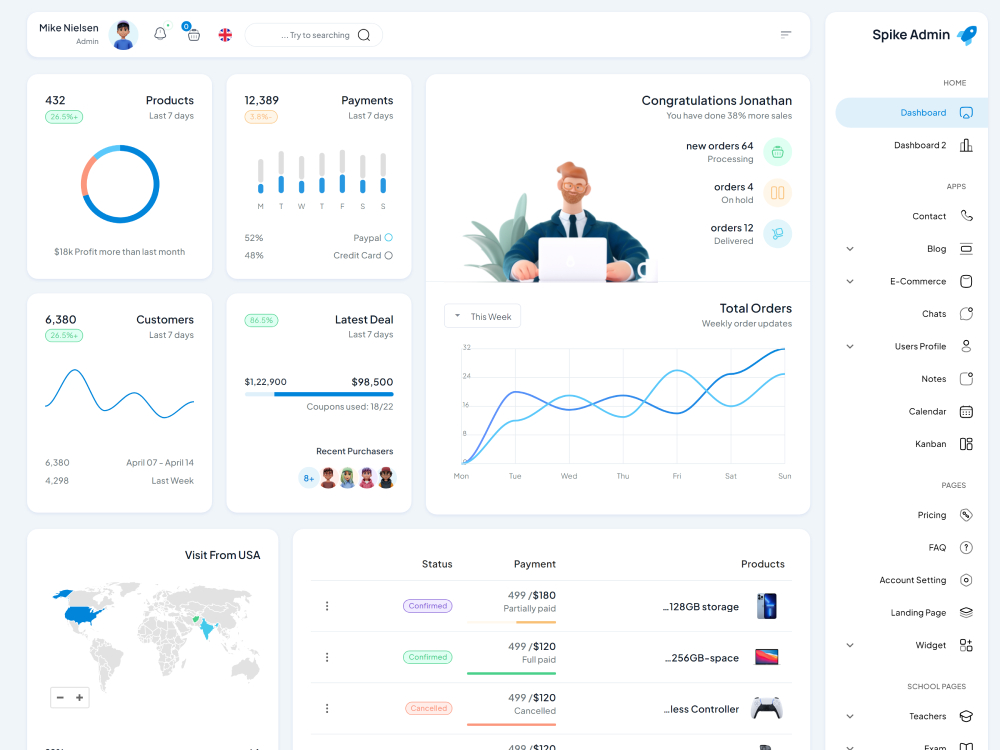 Mike Nielsen
Admin
0
... Try to searching
Spike Admin
HOME
Dashboard
Dashboard 2
APPS
Contact
Blog
E-Commerce
Chats
Users Profile
Notes
Calendar
Kanban
PAGES
Pricing
FAQ
Account Setting
Landing Page
Widget
SCHOOL PAGES
Teachers
Exam
432 Products
26.5%+ Last 7 days
$18k Profit more than last month
12,389 Payments
3.8%- Last 7 days
M T W T F S S
52% Paypal
48% Credit Card
Congratulations Jonathan
You have done 38% more sales
new orders 64
Processing
orders 4
On hold
orders 12
Delivered
6,380 Customers
26.5%+ Last 7 days
6,380 April 07 - April 14
4,298 Last Week
86.5% Latest Deal
Last 7 days
$1,22,900 $98,500
Coupons used: 18/22
Recent Purchasers
8+
This Week Total Orders
Weekly order updates
32
24
16
8
0
Mon Tue Wed Thu Fri Sat Sun
Visit From USA
− +
Status Payment Products
Confirmed 499 /$180 ...128GB storage
Partially paid
Confirmed 499 /$120 ...256GB-space
Full paid
Cancelled 499 /$120 ...less Controller
Cancelled
499 /$120